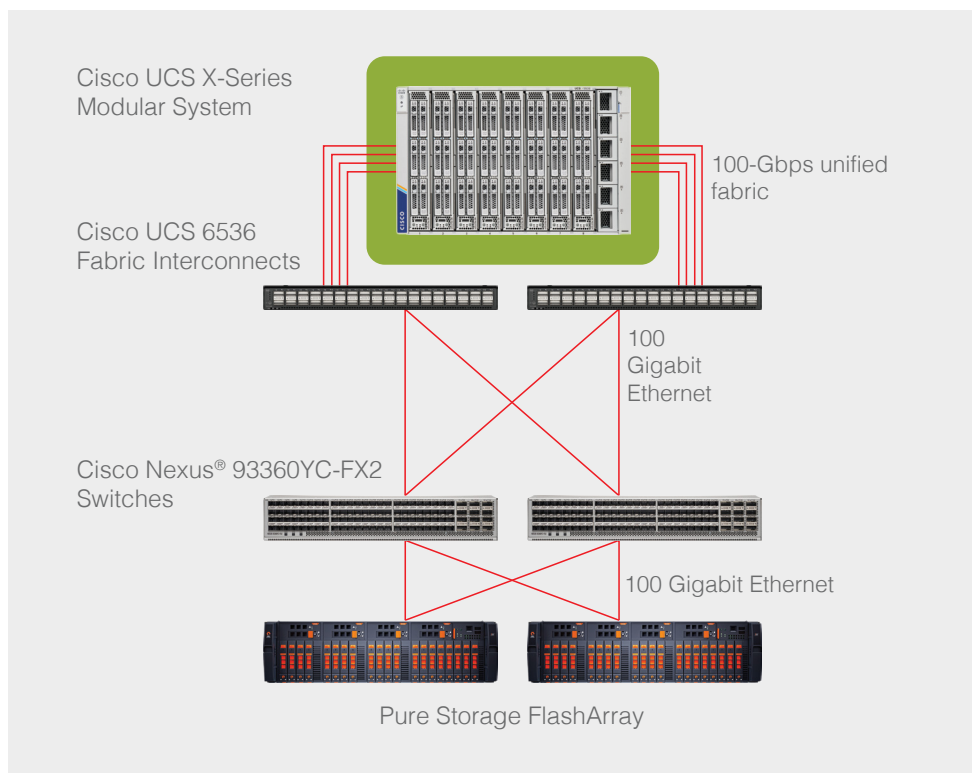 Cisco UCS X-Series
Modular System
CISCO
100-Gbps unified
fabric
Cisco UCS 6536
Fabric Interconnects
100
Gigabit
Ethernet
Cisco Nexus® 93360YC-FX2
Switches
100 Gigabit Ethernet
Pure Storage FlashArray